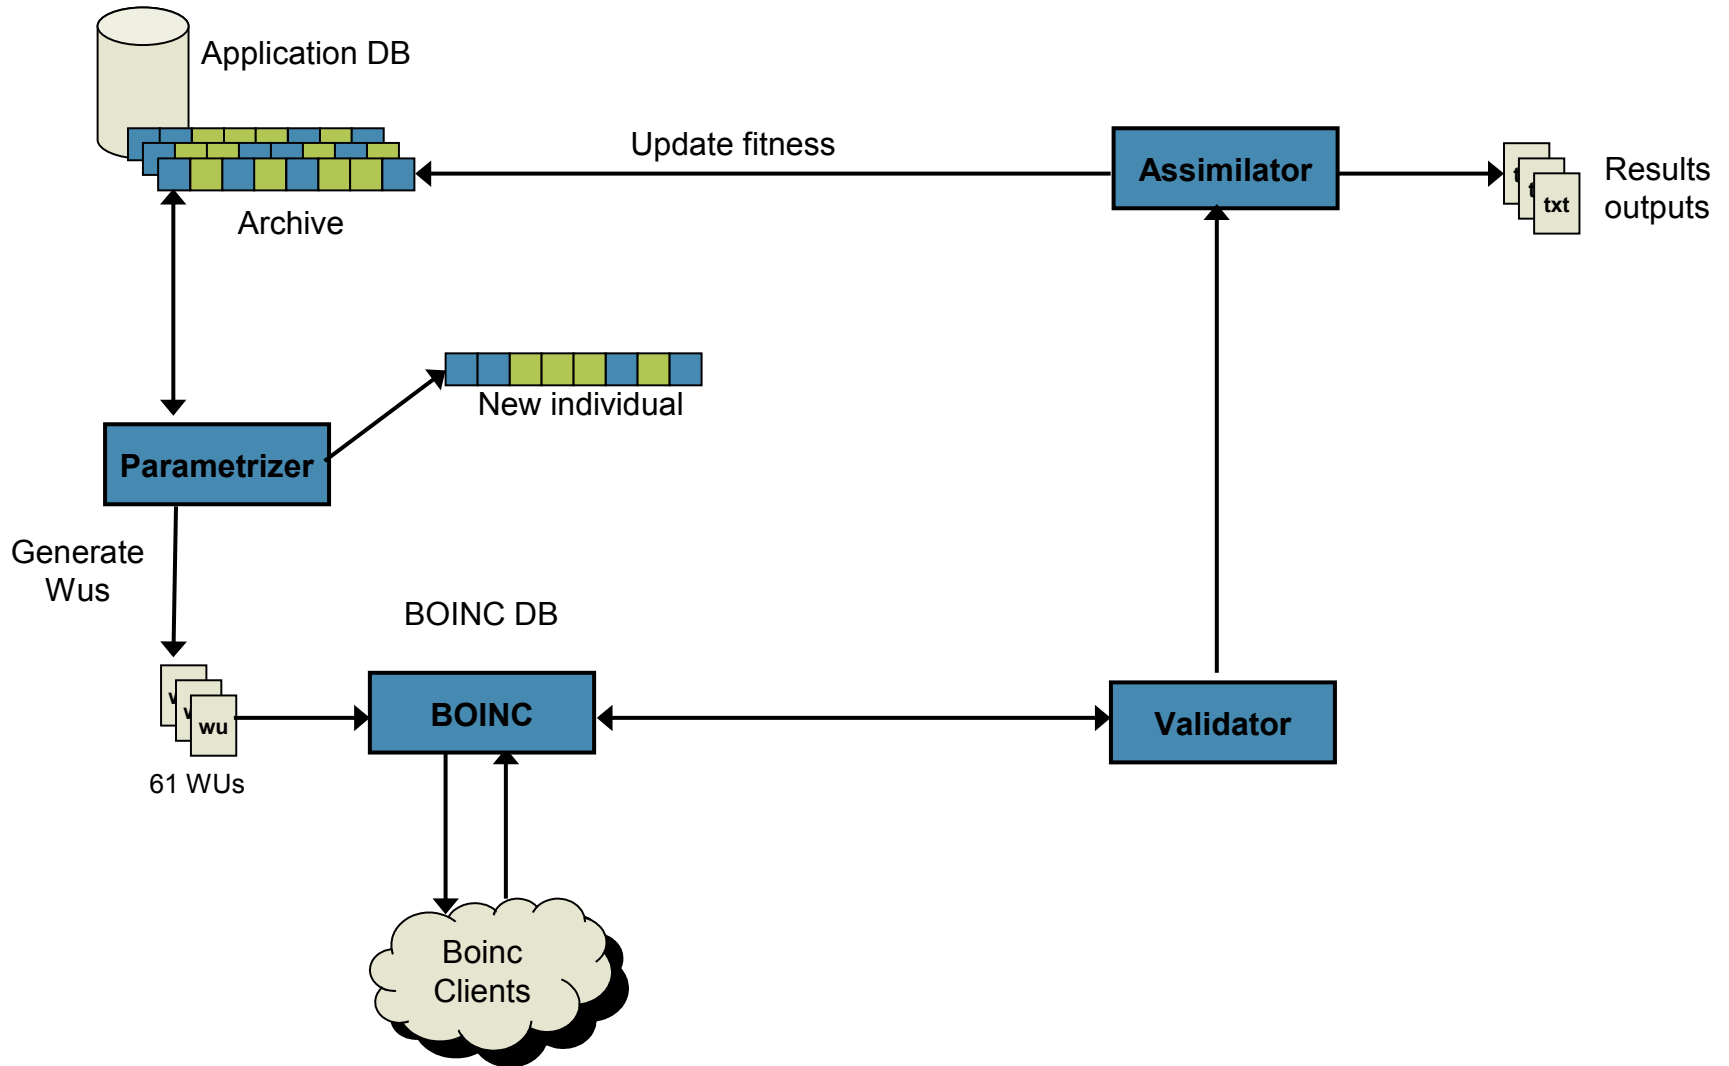 Application DB
Update fitness
Assimilator
Results
outputs
txt
Archive
New individual
Parametrizer
Generate
Wus
BOINC DB
wu
BOINC
Validator
61 WUs
Boinc
Clients